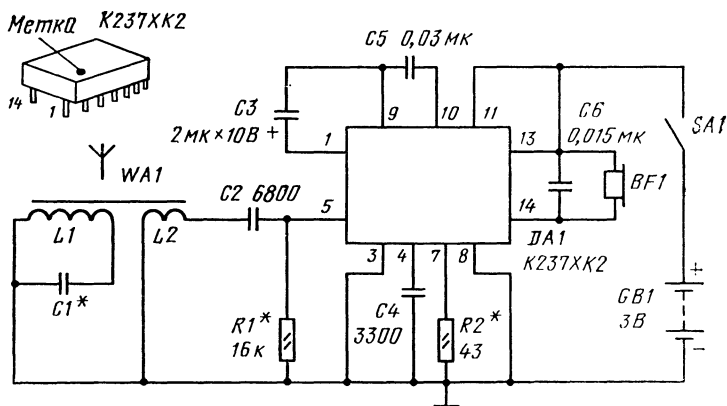 Метка К237ХК2
14 1
C5 0,03 мк
C3
2мк×10В +
9 10 11
1 13
C6
0,015 мк
SA1
WA1
BF1
C2 6800
5 14
L1 L2
DA1
К237ХК2
3 4 7 8
C1*
R1*
16 к
C4
3300
R2*
43
GB1
3В
+
-